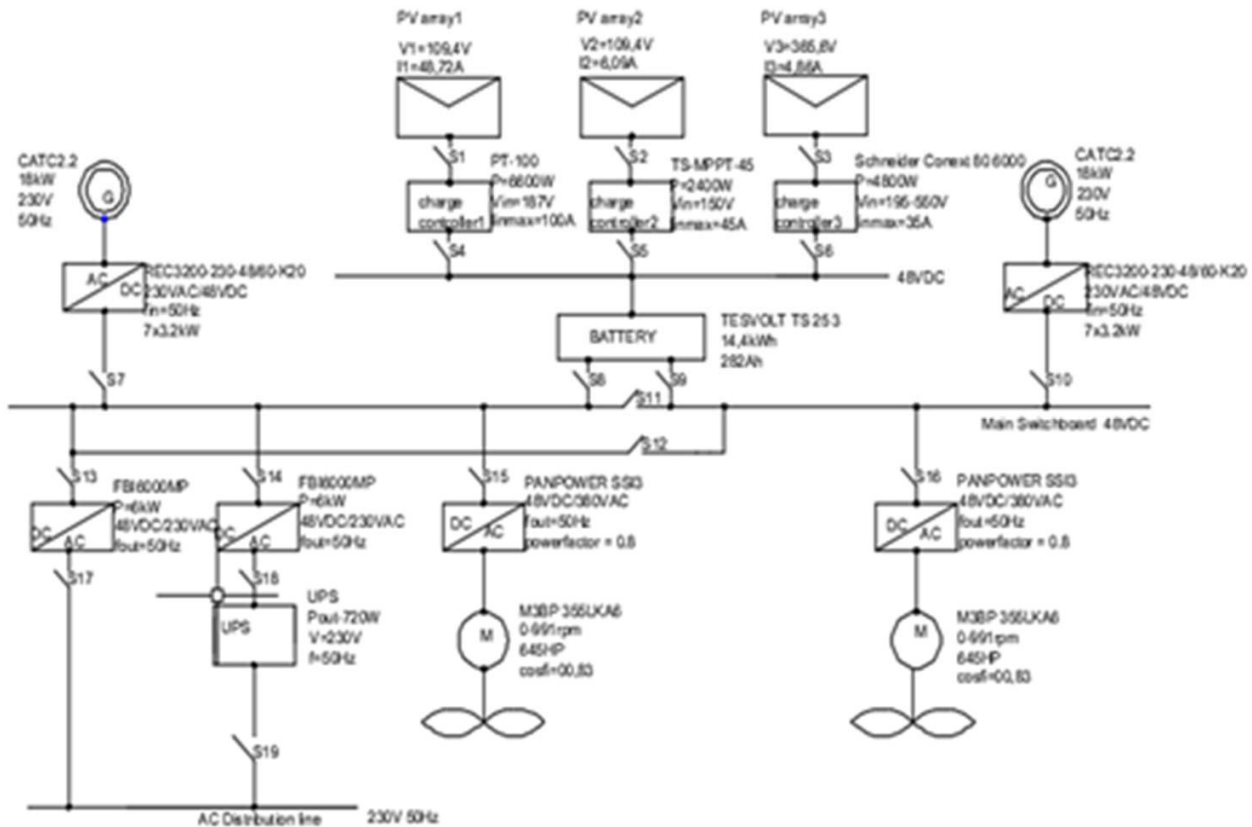 PV array1
V1=109,4V
I1=48,72A
PV array2
V2=109,4V
I2=6,09A
PV array3
V3=365,6V
I3=4,86A
S1
S2
S3
CATC2.2
18kW
230V
50Hz
G
charge
controller1
PT-100
P=6600W
Vin=187V
Iinmax=100A
charge
controller2
TS-MPPT-45
P=2400W
Vin=150V
Iinmax=45A
charge
controller3
Schneider Conext 80 6000
P=4800W
Vin=195-550V
Iinmax=35A
G
CATC2.2
18kW
230V
50Hz
S4
S5
S6
48VDC
AC
DC
REC3200-230-48/60-K20
230VAC/48VDC
fin=50Hz
7x3.2kW
BATTERY
TESVOLT TS 25 3
14,4kWh
282Ah
AC
DC
REC3200-230-48/60-K20
230VAC/48VDC
fin=50Hz
7x3.2kW
S7
S8
S9
S10
S11
Main Switchboard 48VDC
S12
S13
S14
S15
S16
DC
AC
FBI6000MP
P=6kW
48VDC/230VAC
fout=50Hz
DC
AC
FBI6000MP
P=6kW
48VDC/230VAC
fout=50Hz
DC
AC
PANPOWER SSI3
48VDC/380VAC
fout=50Hz
powerfactor = 0.8
DC
AC
PANPOWER SSI3
48VDC/380VAC
fout=50Hz
powerfactor = 0.8
S17
S18
UPS
UPS
Pout-720W
V=230V
f=50Hz
M
M3BP 355LKA6
0-991rpm
645HP
cosfi=00,83
M
M3BP 355LKA6
0-991rpm
645HP
cosfi=00,83
S19
AC Distribution line
230V 50Hz